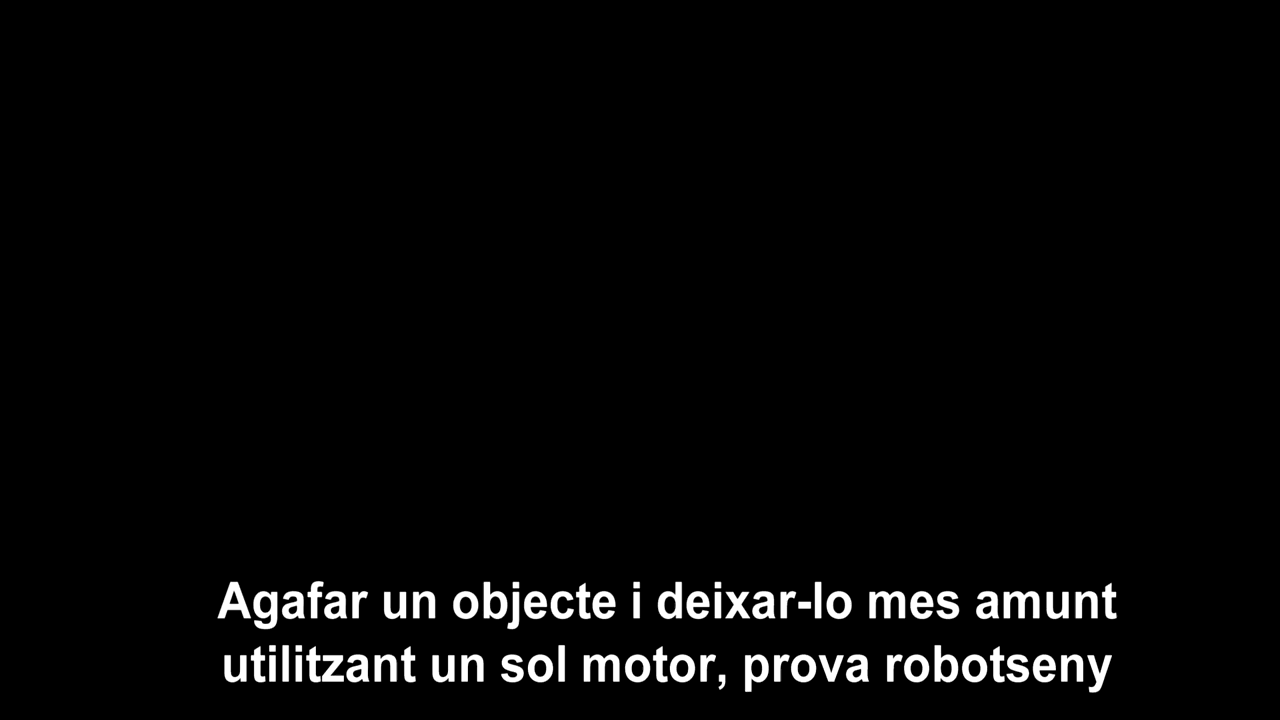 Agafar un objecte i deixar-lo mes amunt
utilitzant un sol motor, prova robotseny